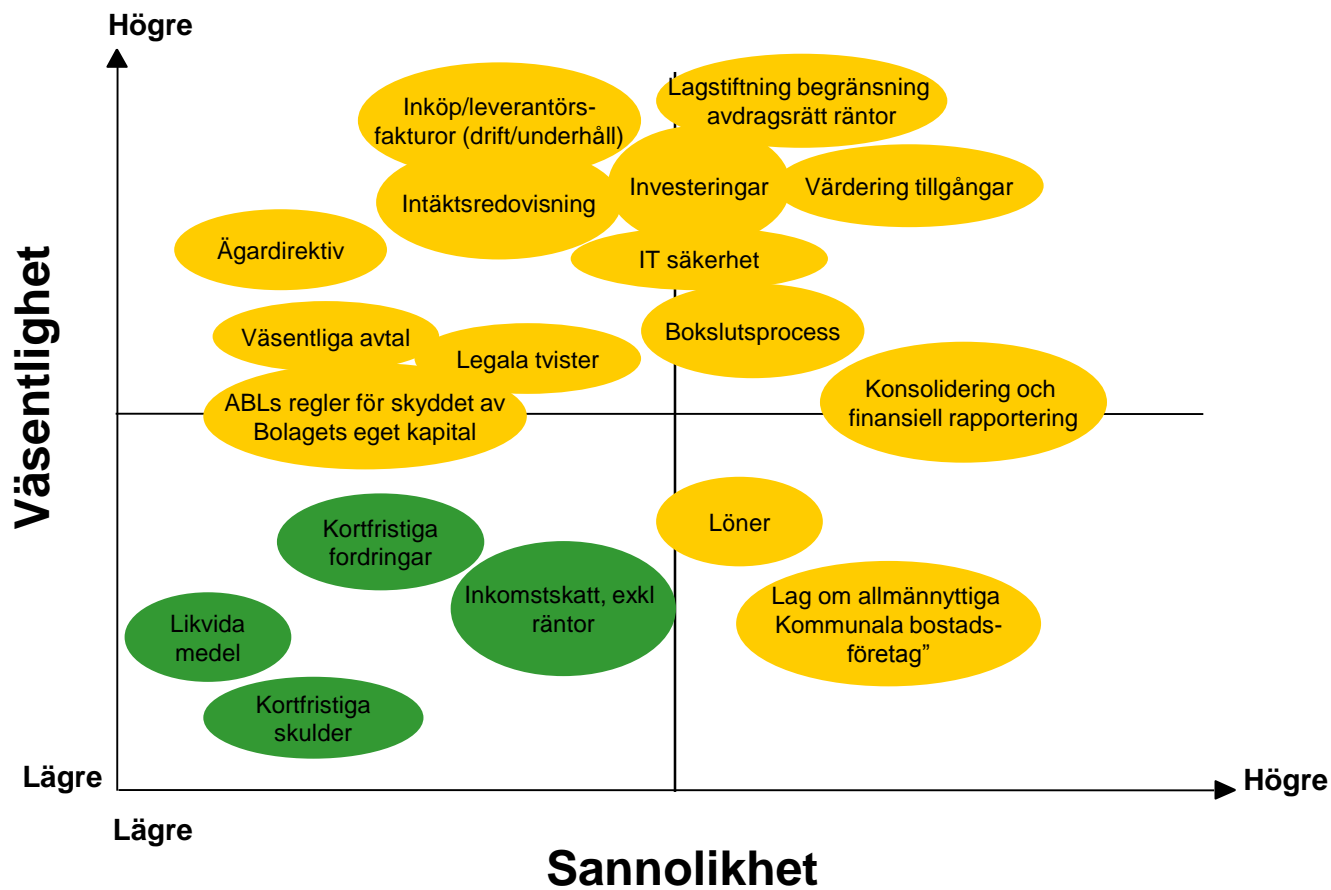 Högre
Lagstiftning begränsning
avdragsrätt räntor
Inköp/leverantörs-
fakturor (drift/underhåll)
Investeringar
Värdering tillgångar
Intäktsredovisning
Ägardirektiv
IT säkerhet
Väsentliga avtal
Legala tvister
Bokslutsprocess
ABLs regler för skyddet av
Bolagets eget kapital
Konsolidering och
finansiell rapportering
Väsentlighet
Kortfristiga
fordringar
Löner
Inkomstskatt, exkl
räntor
Lag om allmännyttiga
Kommunala bostads-
företag”
Likvida
medel
Kortfristiga
skulder
Lägre
Högre
Lägre
Sannolikhet